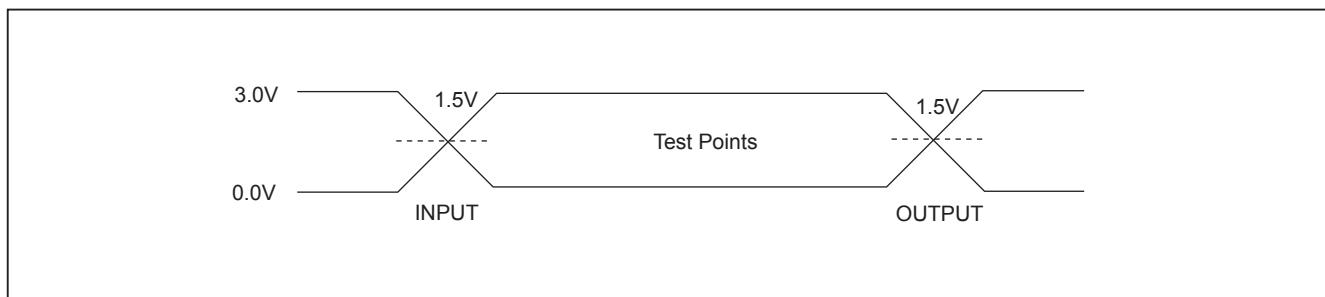 3.0V
1.5V
1.5V
Test Points
0.0V
INPUT
OUTPUT